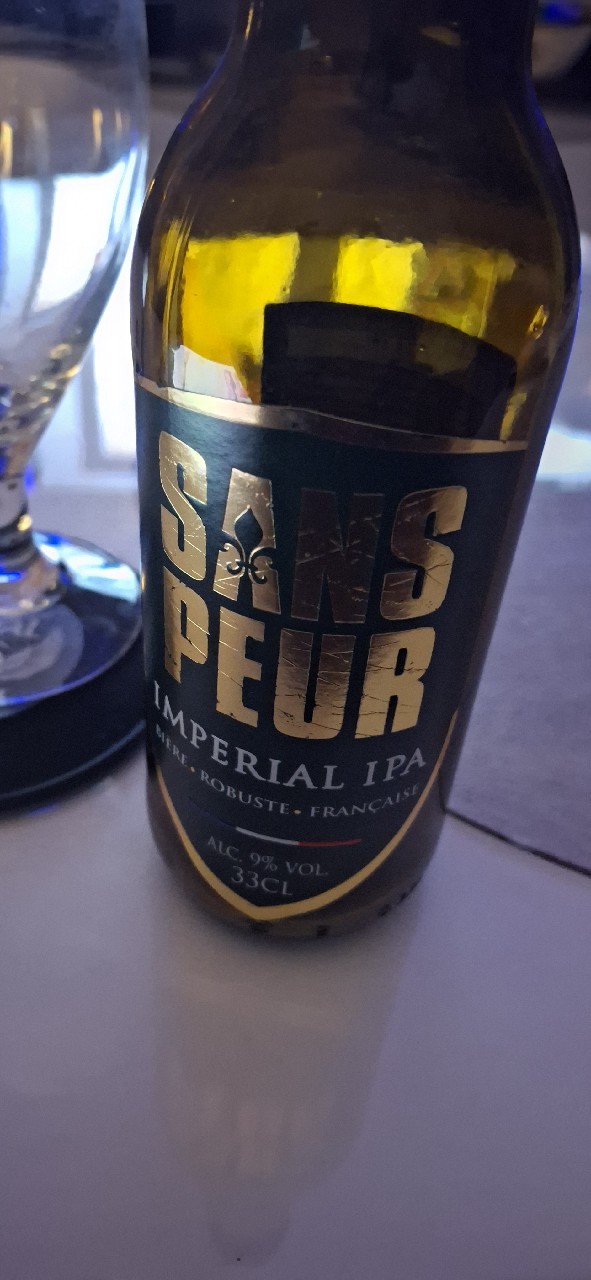 SANS
PEUR
IMPERIAL IPA
BIÈRE • ROBUSTE • FRANÇAISE
ALC. 9% VOL.
33CL